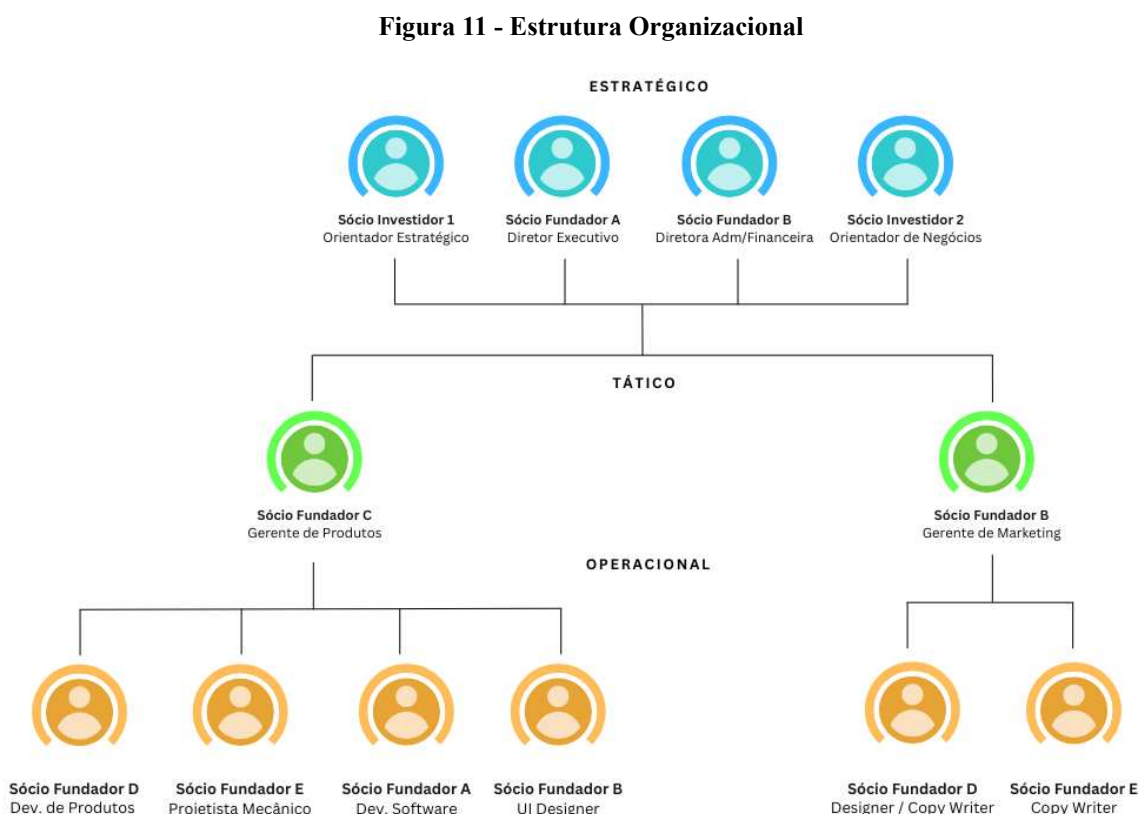 Figura 11 - Estrutura Organizacional
ESTRATÉGICO
Sócio Investidor 1
Orientador Estratégico
Sócio Fundador A
Diretor Executivo
Sócio Fundador B
Diretora Adm/Financeira
Sócio Investidor 2
Orientador de Negócios
TÁTICO
Sócio Fundador C
Gerente de Produtos
Sócio Fundador B
Gerente de Marketing
OPERACIONAL
Sócio Fundador D
Dev. de Produtos
Sócio Fundador E
Projetista Mecânico
Sócio Fundador A
Dev. Software
Sócio Fundador B
UI Designer
Sócio Fundador D
Designer / Copy Writer
Sócio Fundador E
Copy Writer